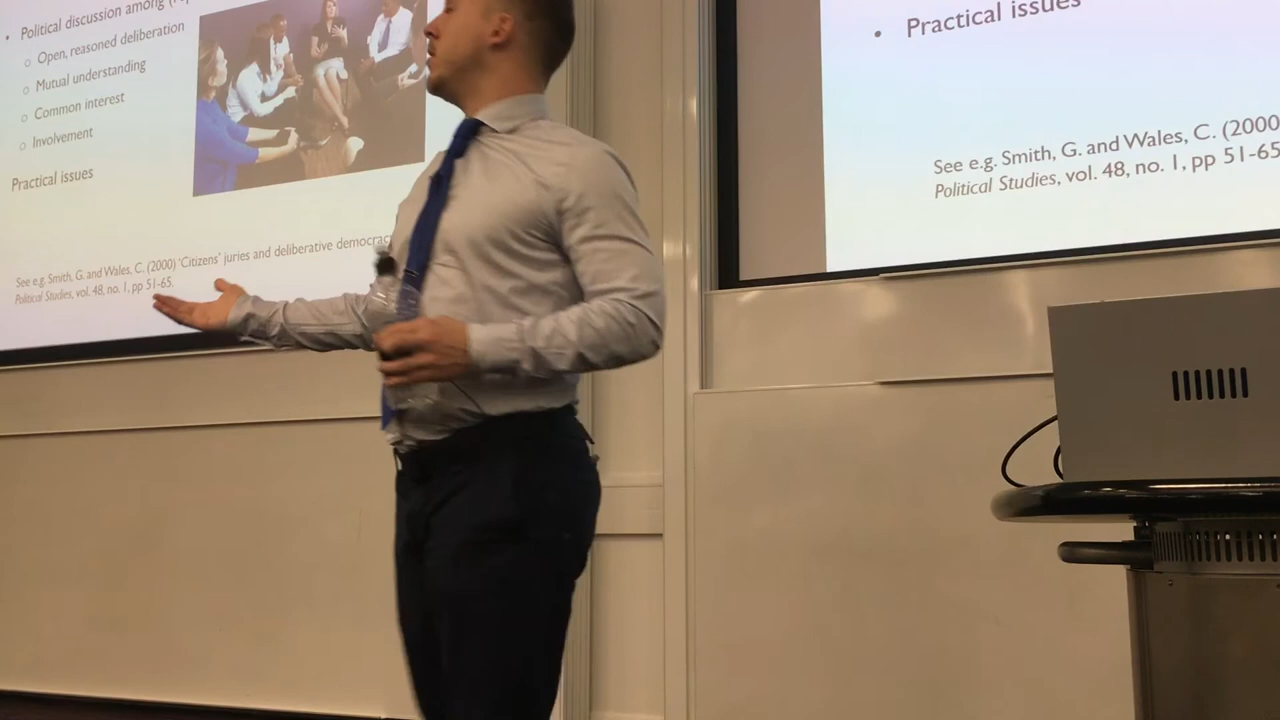 • Political discussion among
○ Open, reasoned deliberation
○ Mutual understanding
○ Common interest
○ Involvement
Practical issues
See e.g. Smith, G. and Wales, C. (2000) 'Citizens' juries and deliberative democrac
Political Studies, vol. 48, no. 1, pp 51-65.
• Practical issues
See e.g. Smith, G. and Wales, C. (2000
Political Studies, vol. 48, no. 1, pp 51-65